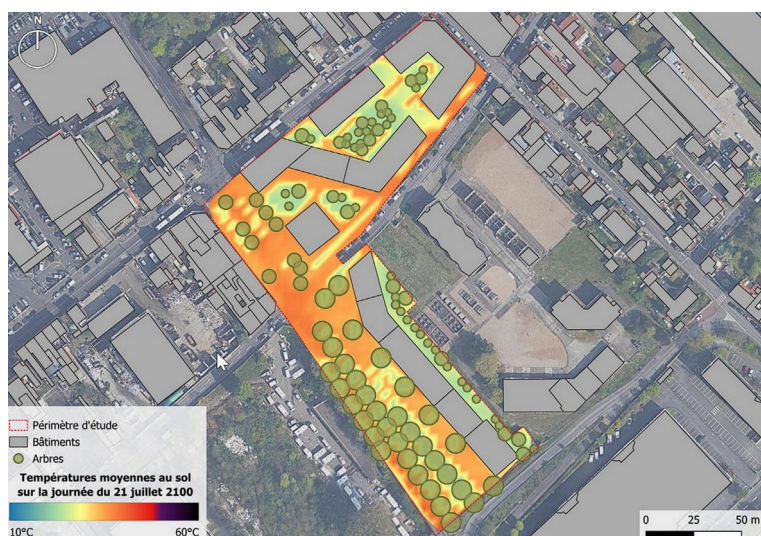 N
Périmètre d'étude
Bâtiments
Arbres
Températures moyennes au sol
sur la journée du 21 juillet 2100
10°C 60°C
0 25 50 m